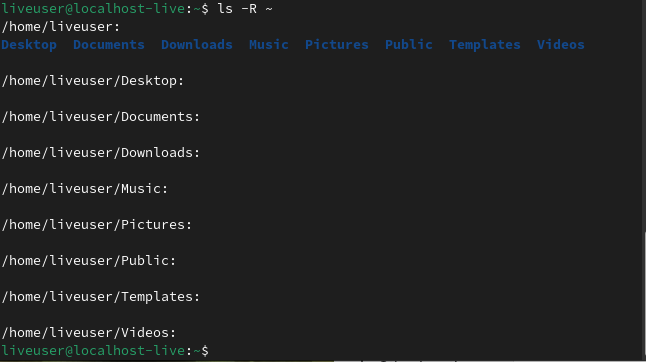 liveuser@localhost-live:~$ ls -R ~
/home/liveuser:
Desktop  Documents  Downloads  Music  Pictures  Public  Templates  Videos
/home/liveuser/Desktop:
/home/liveuser/Documents:
/home/liveuser/Downloads:
/home/liveuser/Music:
/home/liveuser/Pictures:
/home/liveuser/Public:
/home/liveuser/Templates:
/home/liveuser/Videos:
liveuser@localhost-live:~$